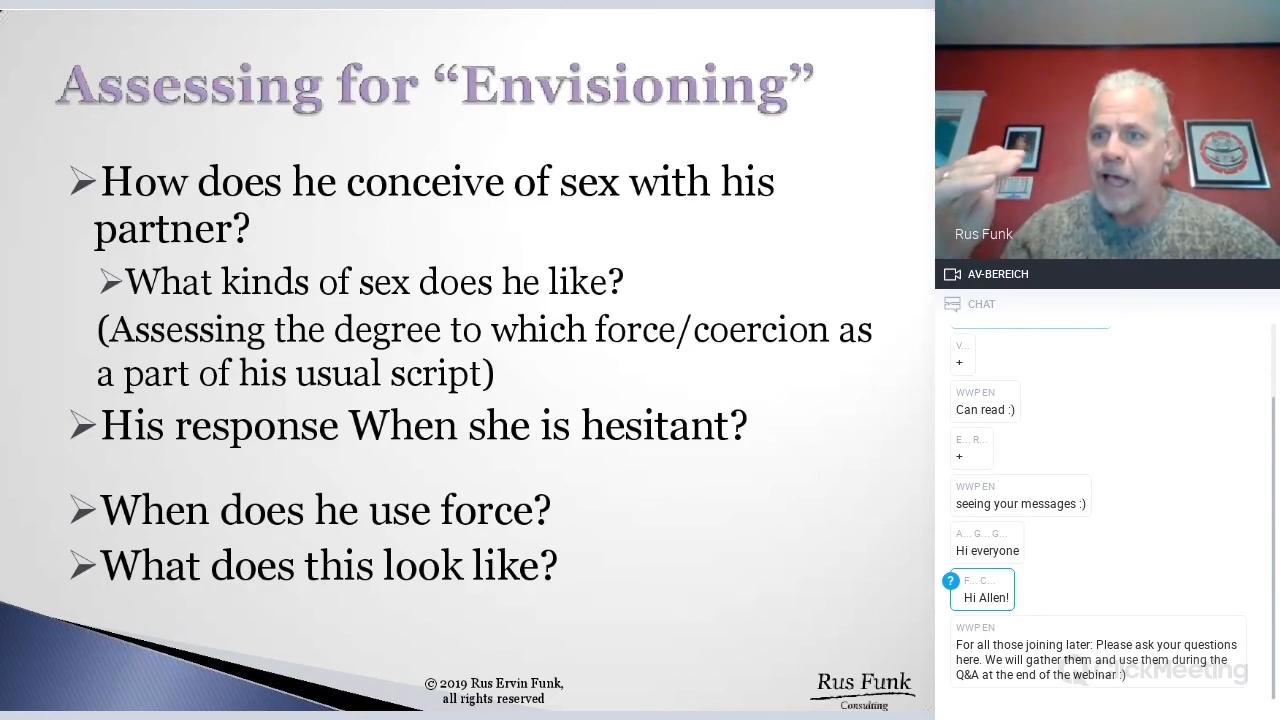 Assessing for “Envisioning”
➢How does he conceive of sex with his
partner?
➢What kinds of sex does he like?
(Assessing the degree to which force/coercion as
a part of his usual script)
➢His response When she is hesitant?
➢When does he use force?
➢What does this look like?
© 2019 Rus Ervin Funk,
all rights reserved
Rus Funk
Consulting
Rus Funk
AV-BEREICH
CHAT
V...
+
WWP EN
Can read :)
E... R...
+
WWP EN
seeing your messages :)
A... G... G...
Hi everyone
?
F... C...
Hi Allen!
WWP EN
For all those joining later: Please ask your questions
here. We will gather them and use them during the
Q&A at the end of the webinar :)
ClickMeeting